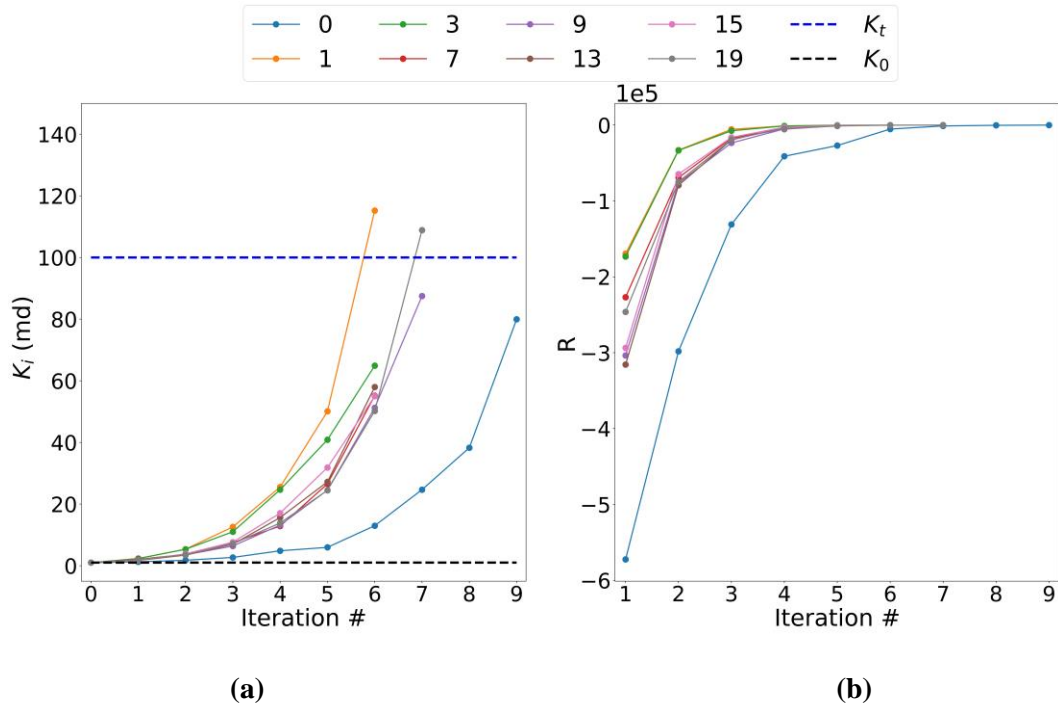 0 3 9 15 K_t
1 7 13 19 K_0
1e5
140
120
100
80
60
40
20
0
K_i (md)
0 1 2 3 4 5 6 7 8 9
Iteration #
0
−1
−2
−3
−4
−5
−6
R
1 2 3 4 5 6 7 8 9
Iteration #
(a) (b)